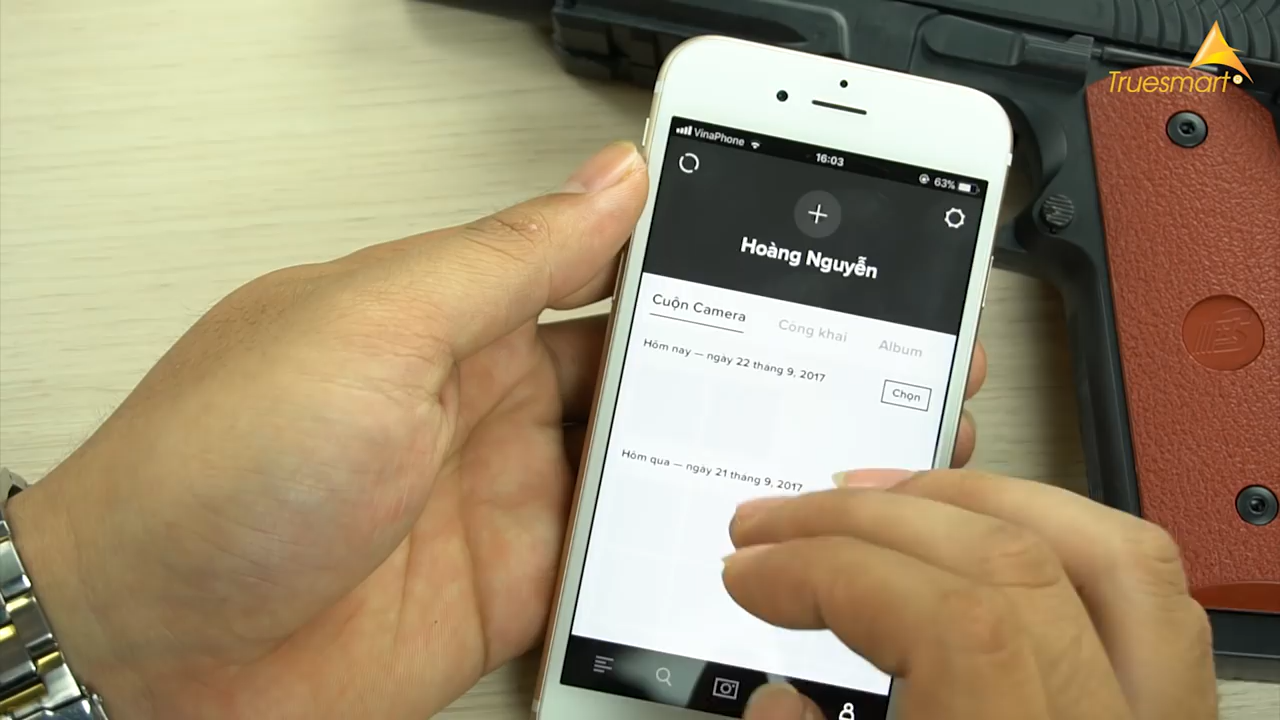 Truesmart
VinaPhone
16:03
63%
Hoàng Nguyễn
Cuộn Camera
Công khai
Album
Hôm nay — ngày 22 tháng 9, 2017
Chọn
Hôm qua — ngày 21 tháng 9, 2017